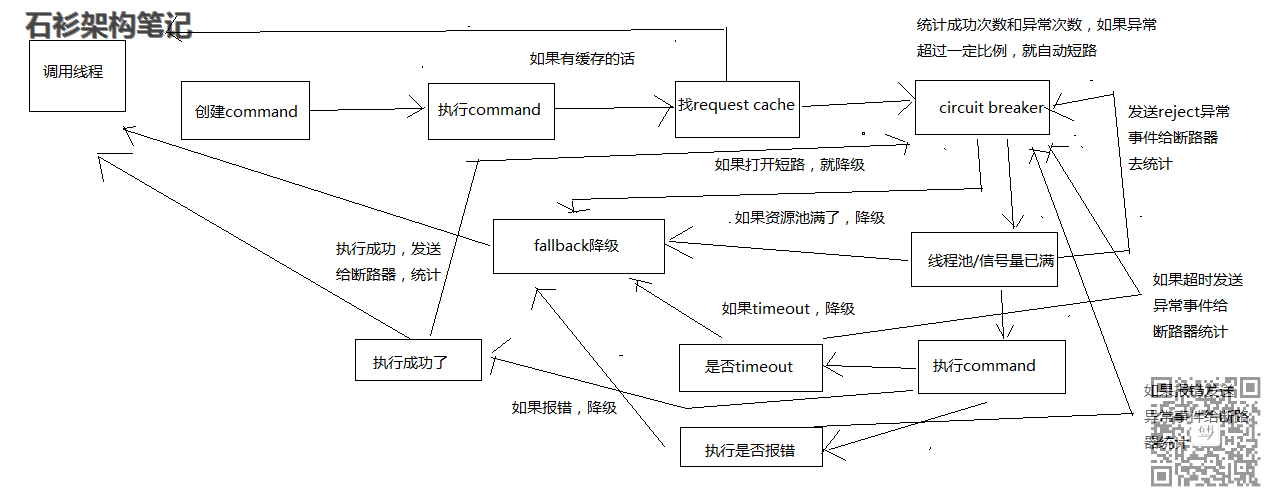 石衫架构笔记
统计成功次数和异常次数，如果异常
超过一定比例，就自动短路
如果有缓存的话
调用线程
创建command
执行command
找request cache
circuit breaker
发送reject异常
事件给断路器
去统计
如果打开短路，就降级
如果资源池满了，降级
fallback降级
执行成功，发送
给断路器，统计
线程池/信号量已满
如果超时发送
异常事件给
断路器统计
如果timeout，降级
执行成功了
是否timeout
执行command
如果报错发送
异常事件给断路
器统计
如果报错，降级
执行是否报错